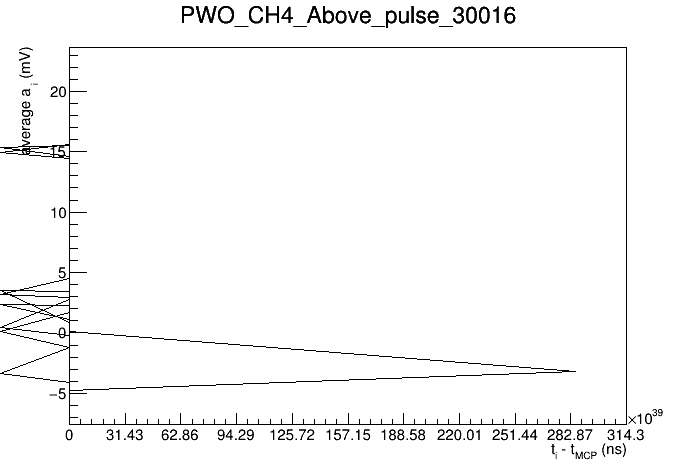 PWO_CH4_Above_pulse_30016
average a i (mV)
20
15
10
5
0
−5
0 31.43 62.86 94.29 125.72 157.15 188.58 220.01 251.44 282.87 314.3
×10^39
t_i - t_MCP (ns)